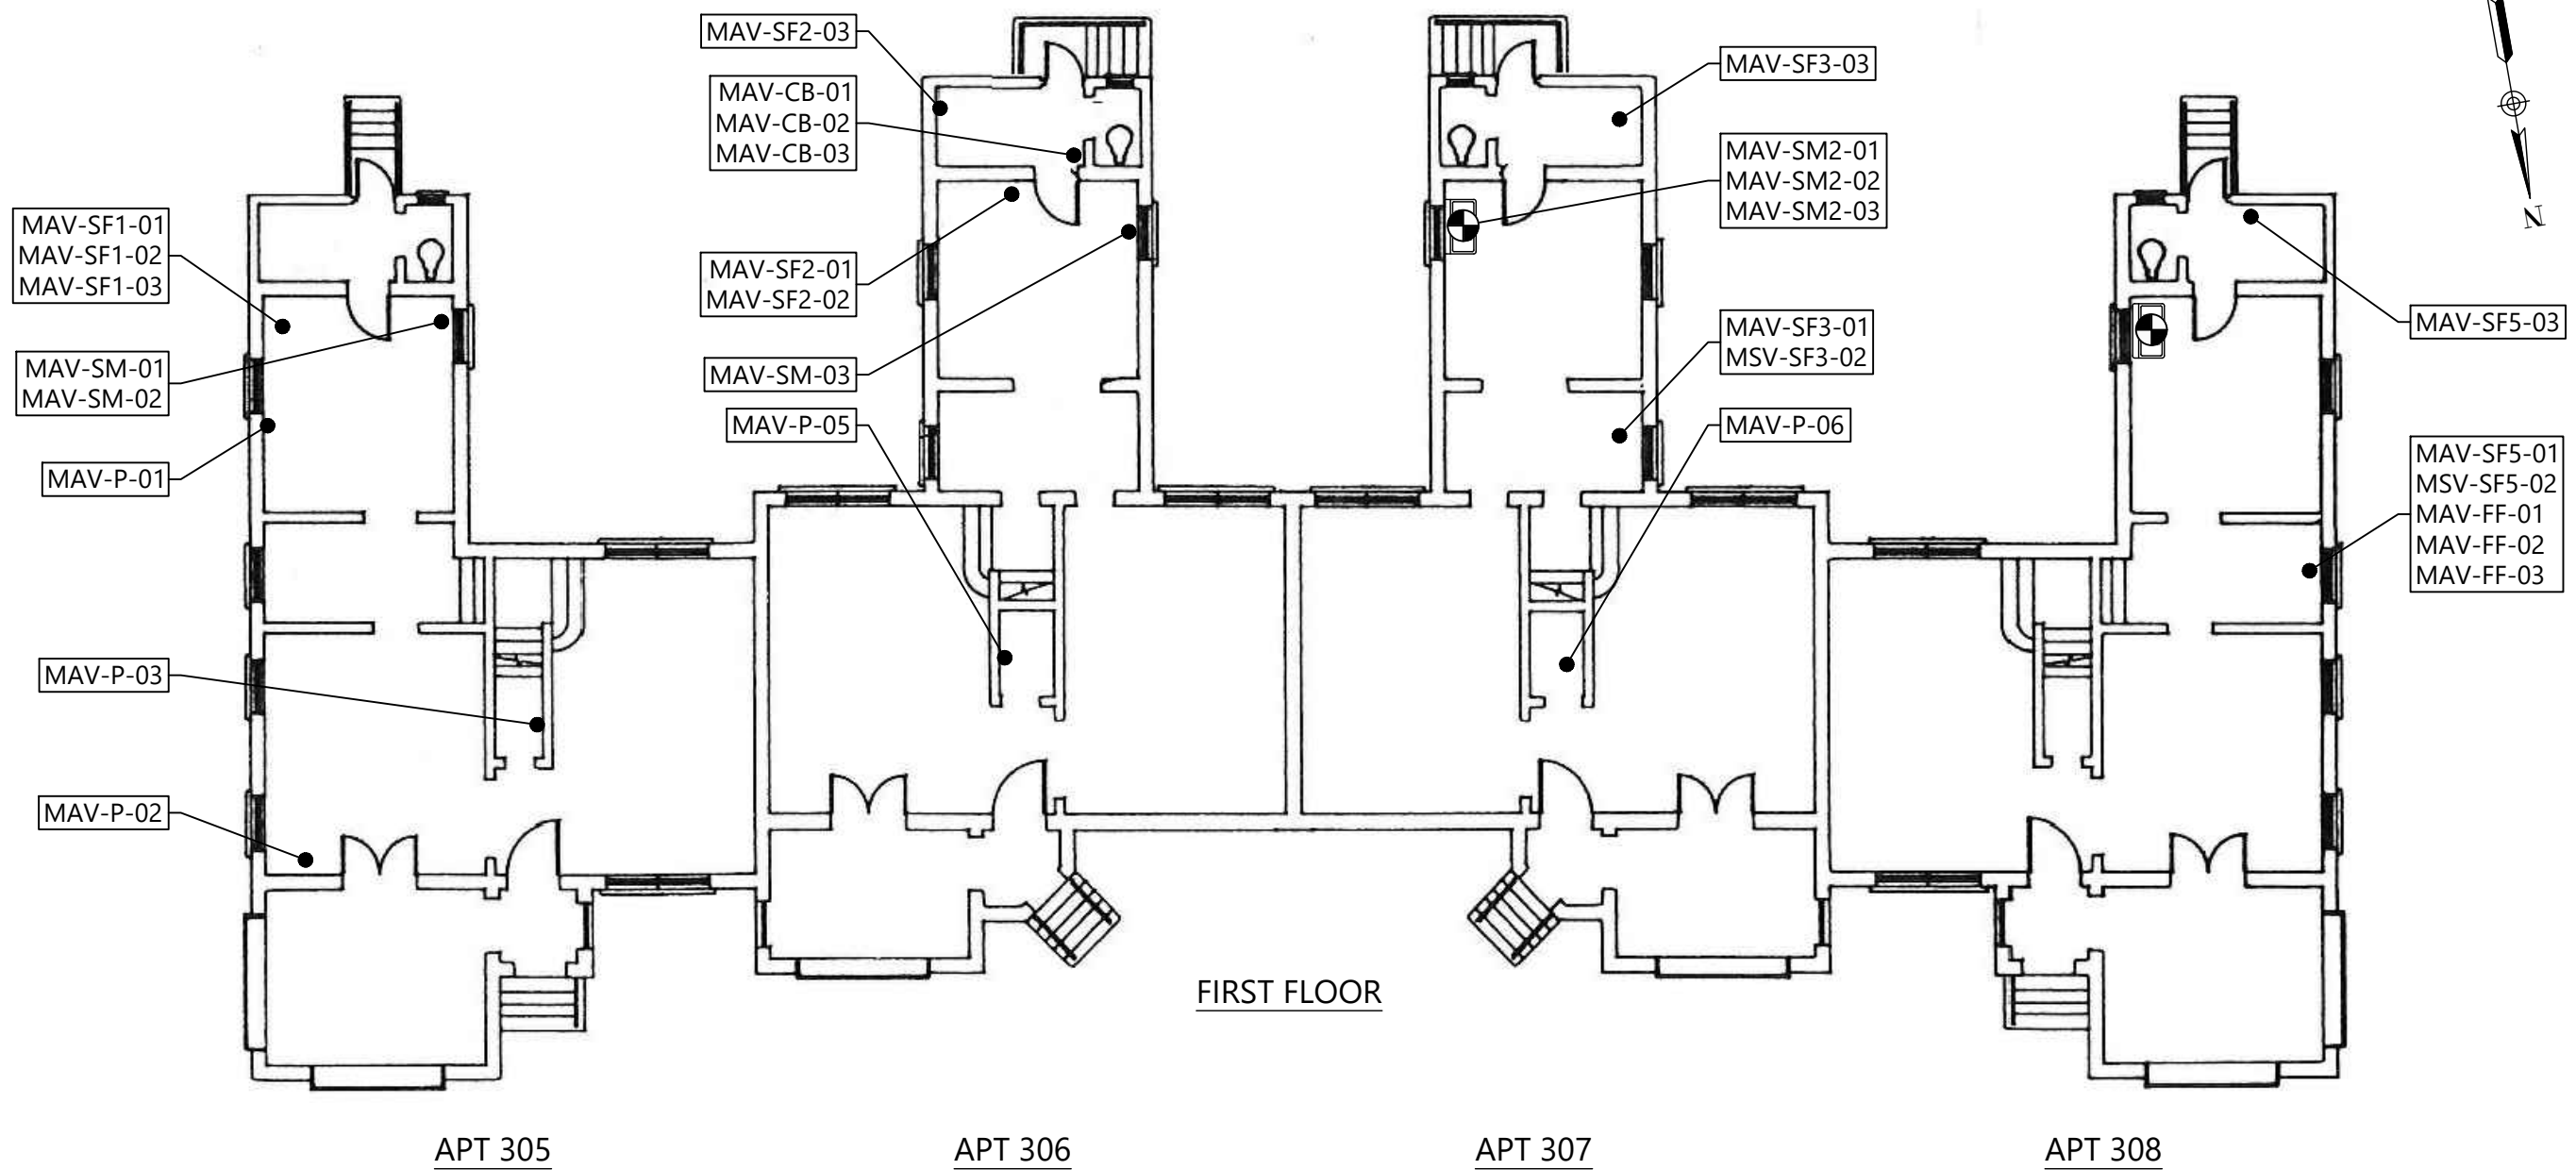 MAV-SF2-03
MAV-CB-01
MAV-CB-02
MAV-CB-03
MAV-SF3-03
MAV-SM2-01
MAV-SM2-02
MAV-SM2-03
N
MAV-SF1-01
MAV-SF1-02
MAV-SF1-03
MAV-SF2-01
MAV-SF2-02
MAV-SF5-03
MAV-SM-01
MAV-SM-02
MAV-SM-03
MAV-SF3-01
MSV-SF3-02
MAV-P-01
MAV-P-05
MAV-P-06
MAV-SF5-01
MSV-SF5-02
MAV-FF-01
MAV-FF-02
MAV-FF-03
MAV-P-03
MAV-P-02
FIRST FLOOR
APT 305
APT 306
APT 307
APT 308